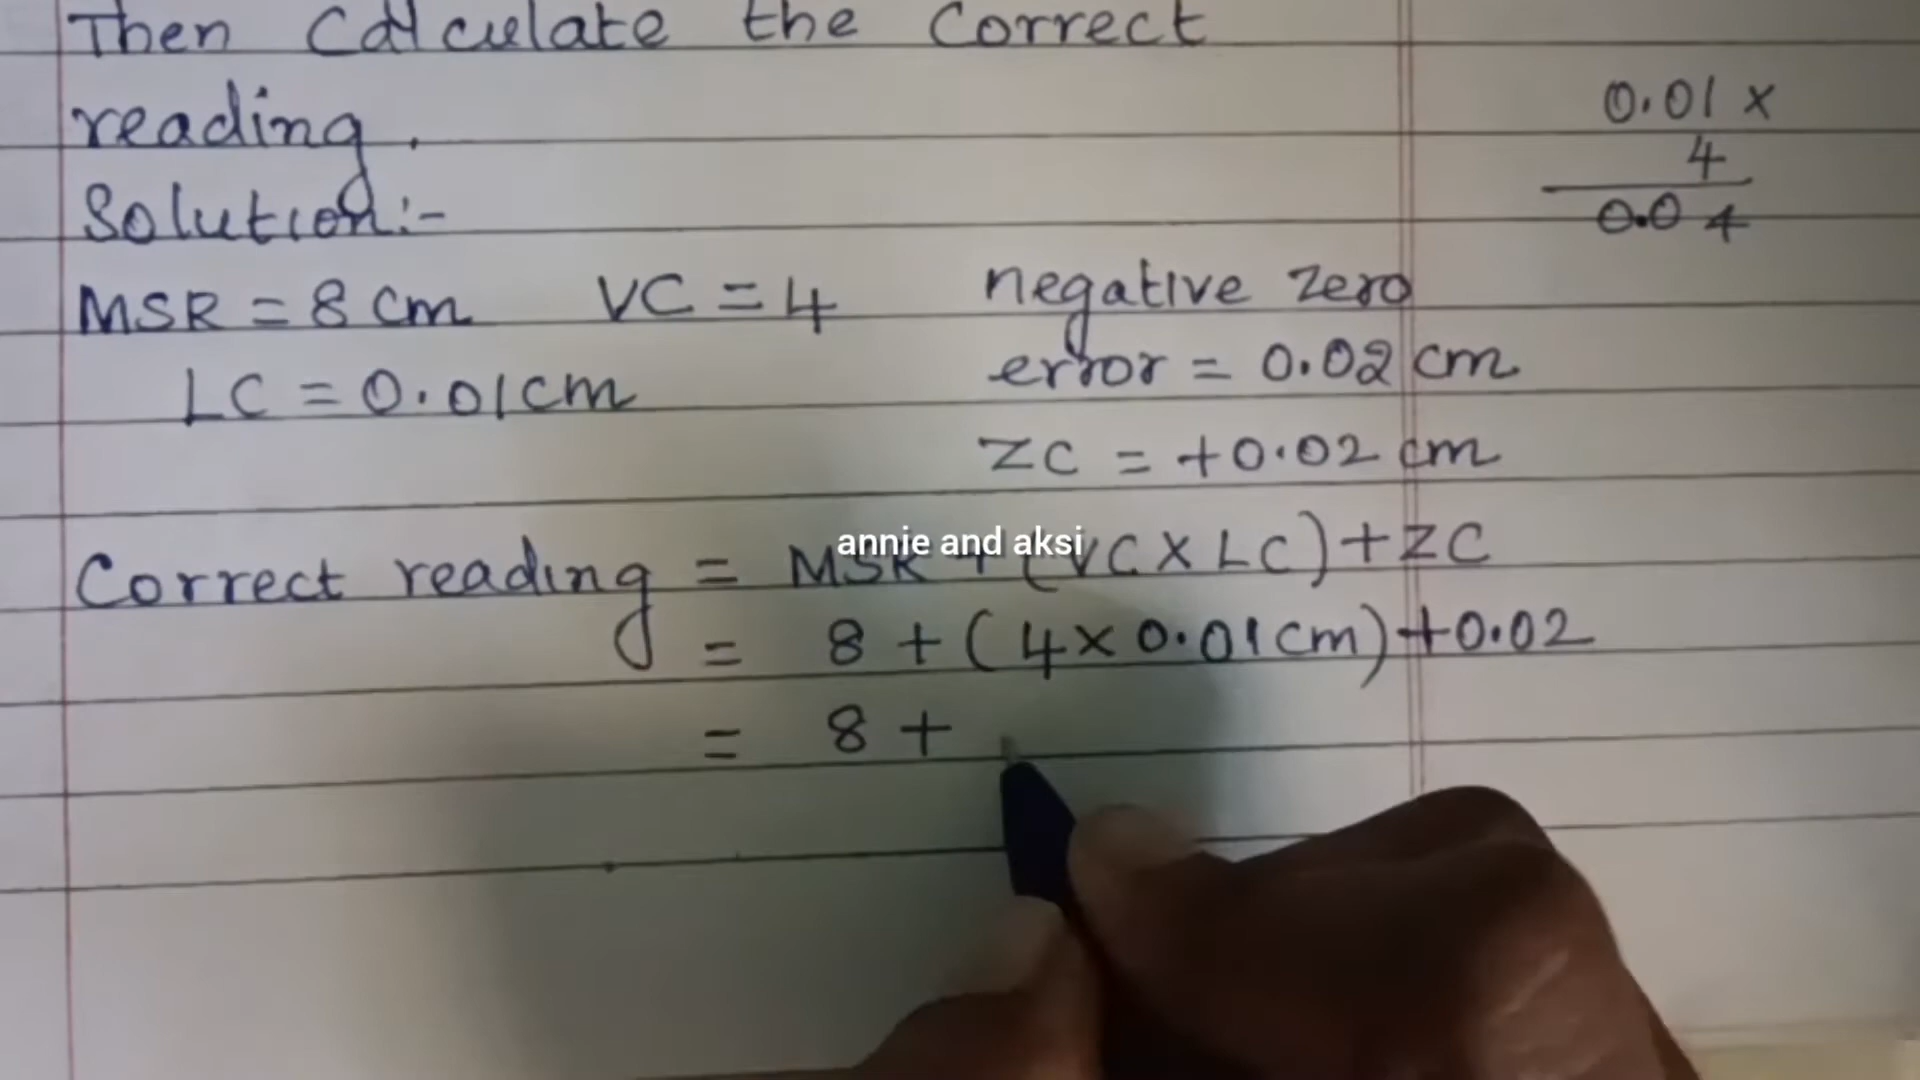 Then Calculate the Correct
reading.
Solution:-
0.01 x
4
0.04
MSR = 8 cm VC = 4 negative zero
LC = 0.01cm error = 0.02 cm
ZC = +0.02 cm
annie and aksi
Correct reading = MSR + (VC X LC) + ZC
= 8 + ( 4 x 0.01cm) +0.02
= 8 +